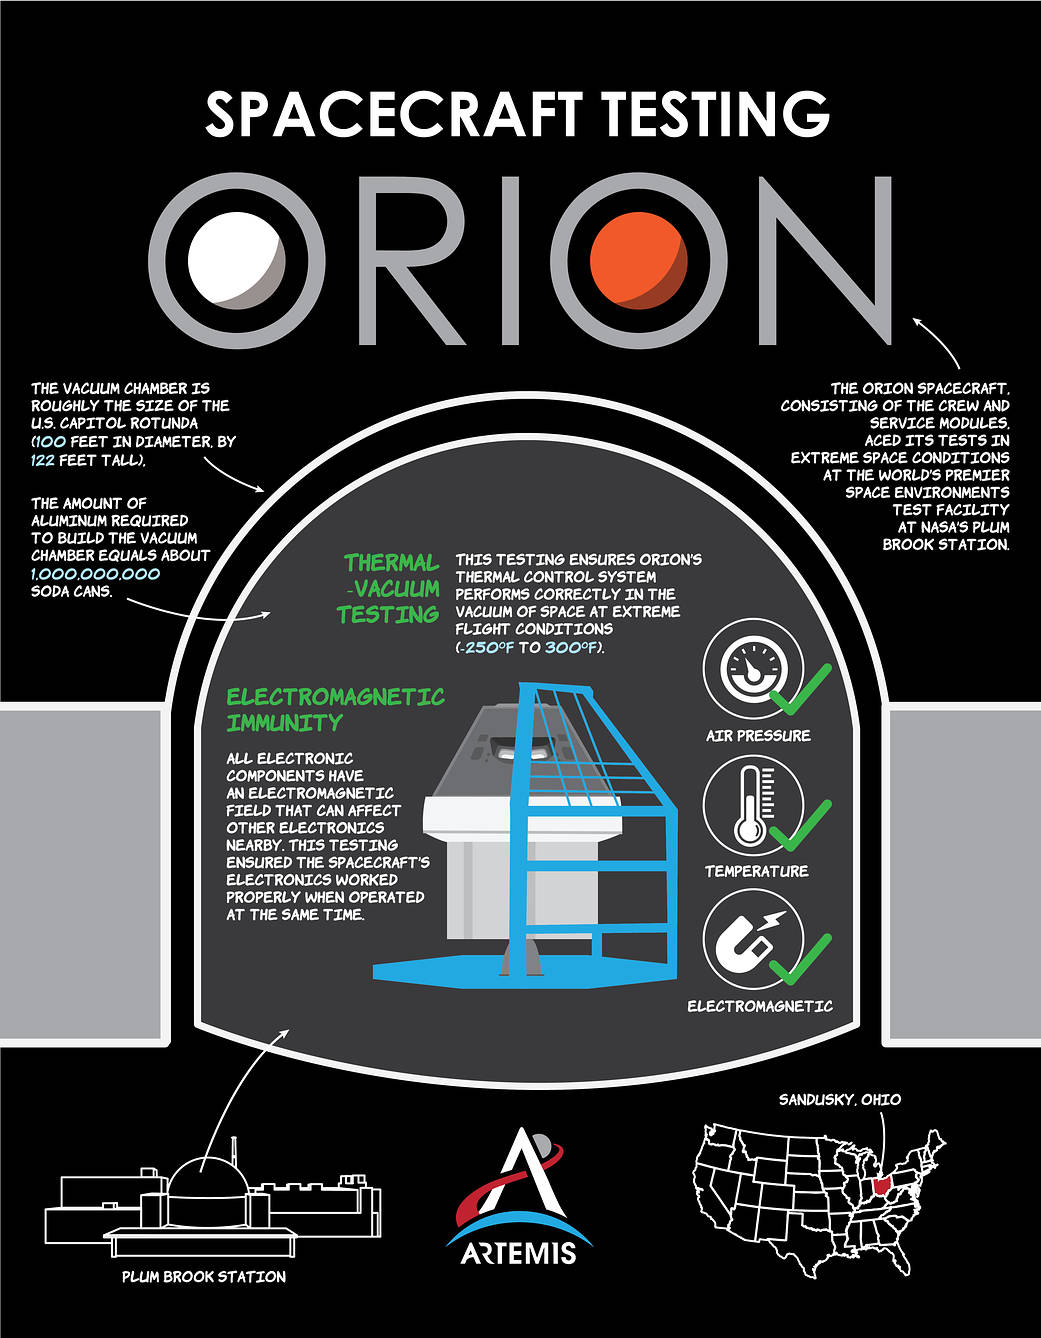 SPACECRAFT TESTING
ORION
THE VACUUM CHAMBER IS
ROUGHLY THE SIZE OF THE
U.S. CAPITOL ROTUNDA
(100 FEET IN DIAMETER, BY
122 FEET TALL).
THE AMOUNT OF
ALUMINUM REQUIRED
TO BUILD THE VACUUM
CHAMBER EQUALS ABOUT
1,000,000,000
SODA CANS.
THE ORION SPACECRAFT,
CONSISTING OF THE CREW AND
SERVICE MODULES,
ACED ITS TESTS IN
EXTREME SPACE CONDITIONS
AT THE WORLD'S PREMIER
SPACE ENVIRONMENTS
TEST FACILITY
AT NASA'S PLUM
BROOK STATION.
THERMAL
-VACUUM
TESTING
THIS TESTING ENSURES ORION'S
THERMAL CONTROL SYSTEM
PERFORMS CORRECTLY IN THE
VACUUM OF SPACE AT EXTREME
FLIGHT CONDITIONS
(-250ºF TO 300ºF).
ELECTROMAGNETIC
IMMUNITY
ALL ELECTRONIC
COMPONENTS HAVE
AN ELECTROMAGNETIC
FIELD THAT CAN AFFECT
OTHER ELECTRONICS
NEARBY. THIS TESTING
ENSURED THE SPACECRAFT'S
ELECTRONICS WORKED
PROPERLY WHEN OPERATED
AT THE SAME TIME.
AIR PRESSURE
TEMPERATURE
ELECTROMAGNETIC
PLUM BROOK STATION
ARTEMIS
SANDUSKY, OHIO